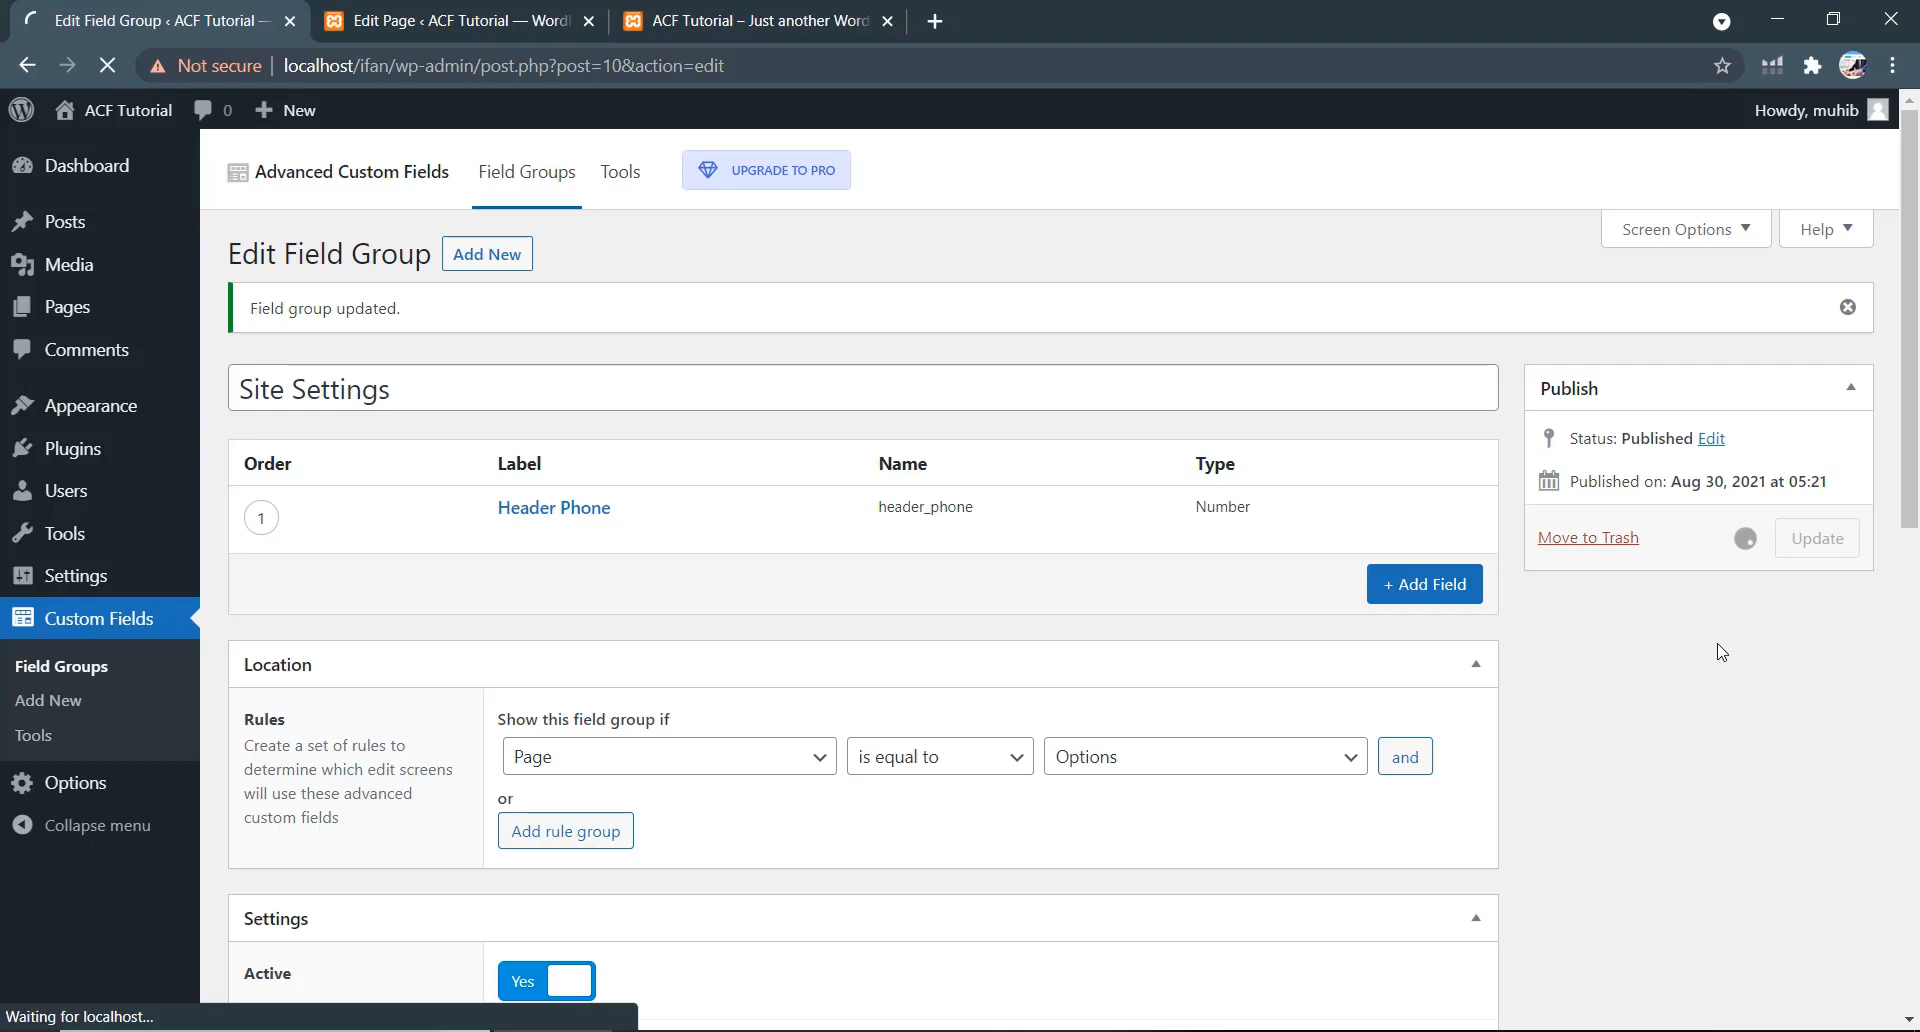 Edit Field Group ‹ ACF Tutorial —
Edit Page ‹ ACF Tutorial — Word
ACF Tutorial – Just another Word
Not secure
localhost/ifan/wp-admin/post.php?post=10&action=edit
ACF Tutorial
0
New
Howdy, muhib
Dashboard
Posts
Media
Pages
Comments
Appearance
Plugins
Users
Tools
Settings
Custom Fields
Field Groups
Add New
Tools
Options
Collapse menu
Advanced Custom Fields
Field Groups
Tools
UPGRADE TO PRO
Screen Options
Help
Edit Field Group
Add New
Field group updated.
Site Settings
Order Label Name Type
1 Header Phone header_phone Number
+ Add Field
Publish
Status: Published Edit
Published on: Aug 30, 2021 at 05:21
Move to Trash
Update
Location
Rules
Create a set of rules to
determine which edit screens
will use these advanced
custom fields
Show this field group if
Page
is equal to
Options
and
or
Add rule group
Settings
Active
Yes
Waiting for localhost...